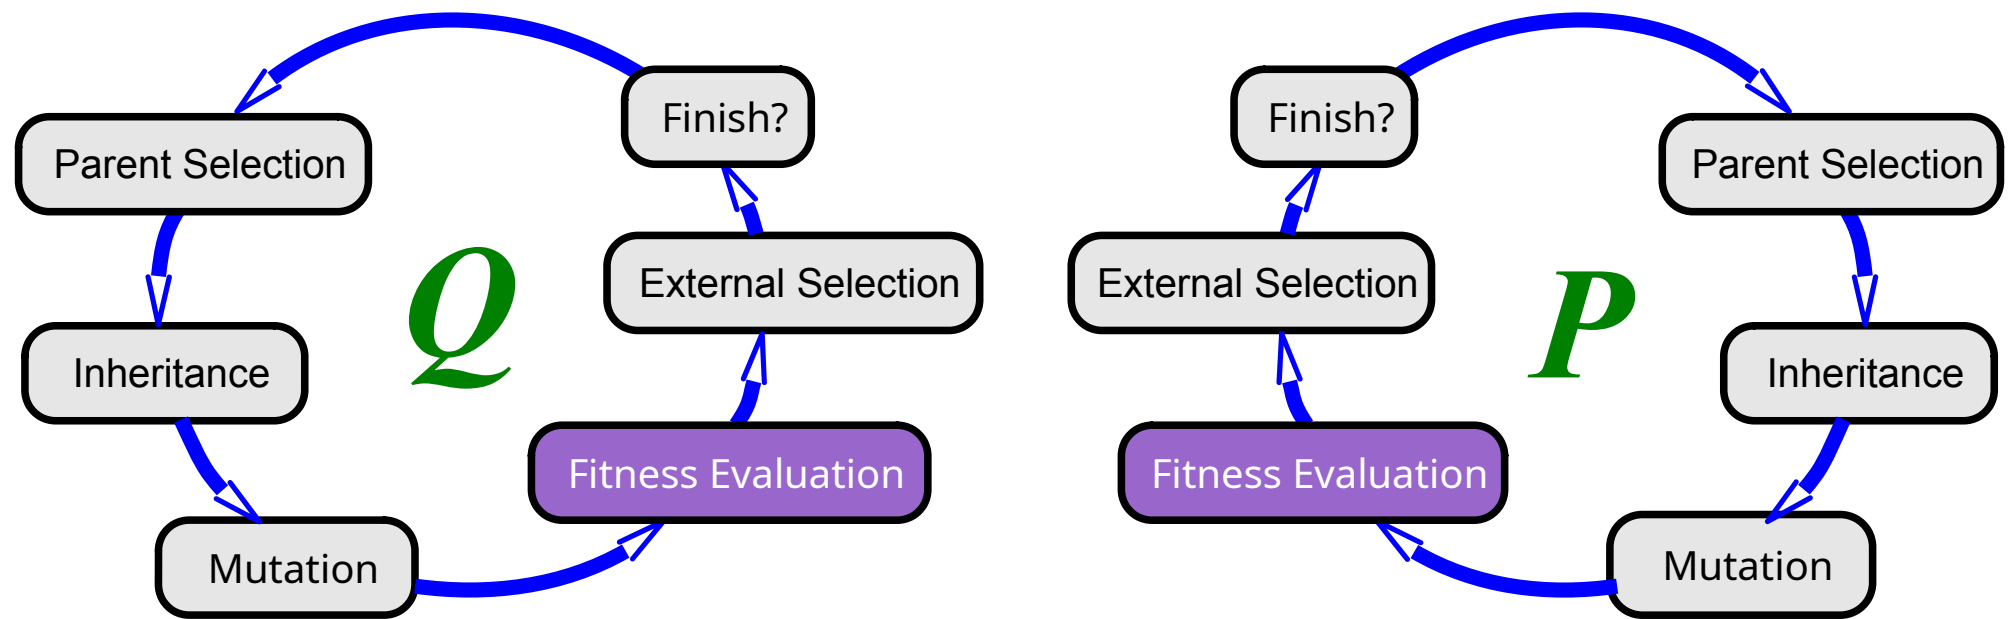 Finish?
Parent Selection
Q
External Selection
Inheritance
Fitness Evaluation
Mutation
Finish?
Parent Selection
External Selection
P
Inheritance
Fitness Evaluation
Mutation